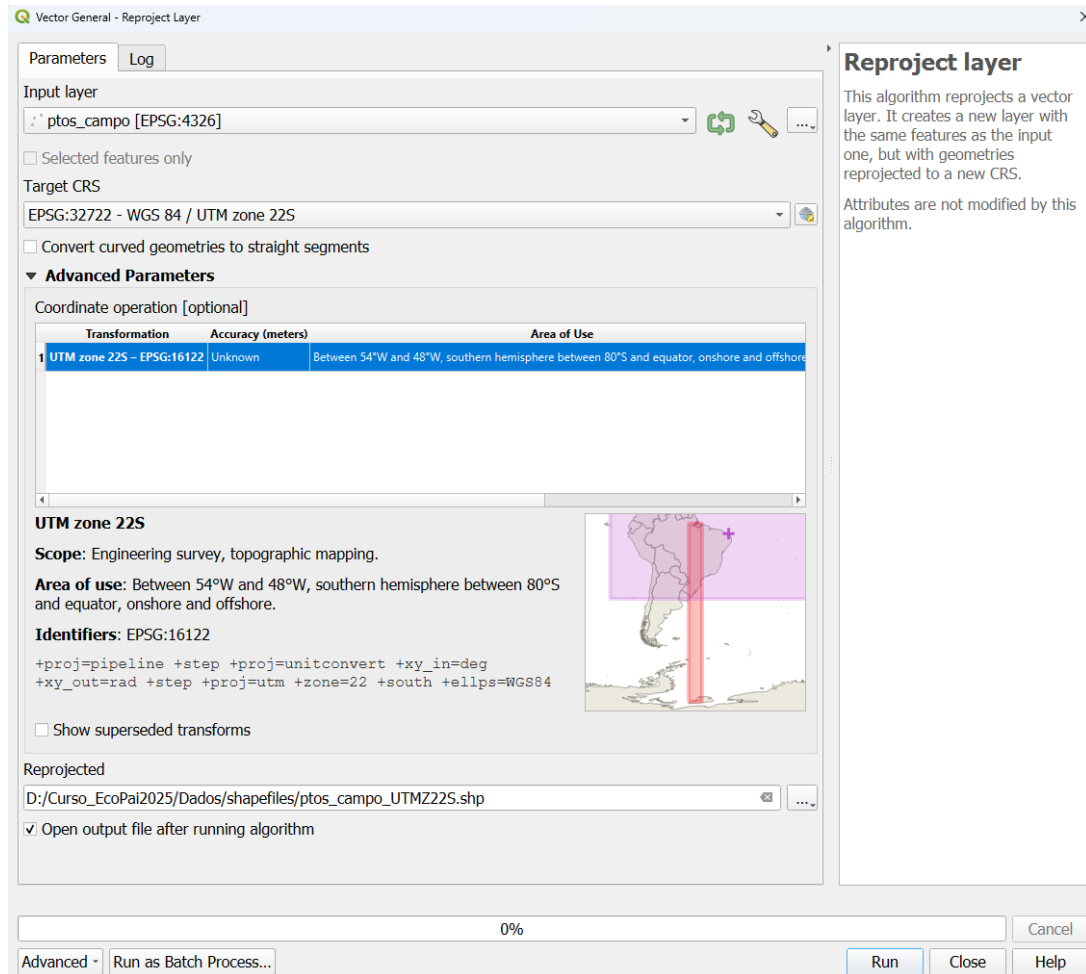 Vector General - Reproject Layer
Parameters
Log
Input layer
ptos_campo [EPSG:4326]
...
Selected features only
Target CRS
EPSG:32722 - WGS 84 / UTM zone 22S
Convert curved geometries to straight segments
Advanced Parameters
Coordinate operation [optional]
Transformation Accuracy (meters) Area of Use
1 UTM zone 22S – EPSG:16122 Unknown Between 54°W and 48°W, southern hemisphere between 80°S and equator, onshore and offshore
UTM zone 22S
Scope: Engineering survey, topographic mapping.
Area of use: Between 54°W and 48°W, southern hemisphere between 80°S
and equator, onshore and offshore.
Identifiers: EPSG:16122
+proj=pipeline +step +proj=unitconvert +xy_in=deg
+xy_out=rad +step +proj=utm +zone=22 +south +ellps=WGS84
Show superseded transforms
Reprojected
D:/Curso_EcoPai2025/Dados/shapefiles/ptos_campo_UTMZ22S.shp
...
Open output file after running algorithm
Reproject layer
This algorithm reprojects a vector
layer. It creates a new layer with
the same features as the input
one, but with geometries
reprojected to a new CRS.
Attributes are not modified by this
algorithm.
0%
Cancel
Advanced
Run as Batch Process...
Run
Close
Help